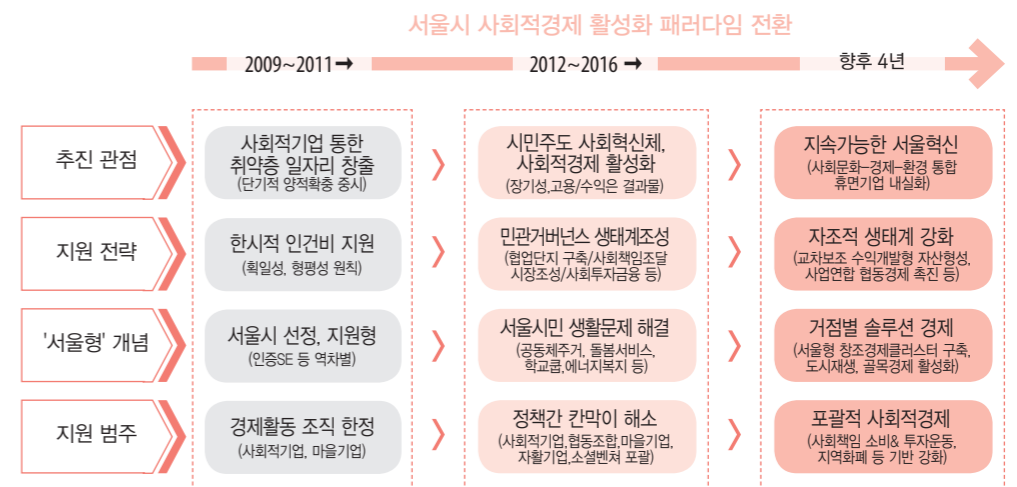 서울시 사회적경제 활성화 패러다임 전환
2009~2011➞
2012~2016 ➞
향후 4년
추진 관점
사회적기업 통한
취약층 일자리 창출
(단기적 양적확충 중시)
시민주도 사회혁신체,
사회적경제 활성화
(장기성,고용/수익은 결과물)
지속가능한 서울혁신
(사회문화-경제-환경 통합
휴면기업 내실화)
지원 전략
한시적 인건비 지원
(획일성, 형평성 원칙)
민관거버넌스 생태계조성
(협업단지 구축/사회책임조달
시장조성/사회투자금융 등)
자조적 생태계 강화
(교차보조 수익개발형 자산형성,
사업연합 협동경제 촉진 등)
'서울형' 개념
서울시 선정, 지원형
(인증SE 등 역차별)
서울시민 생활문제 해결
(공동체주거, 돌봄서비스,
학교쿱,에너지복지 등)
거점별 솔루션 경제
(서울형 창조경제클러스터 구축,
도시재생, 골목경제 활성화)
지원 범주
경제활동 조직 한정
(사회적기업, 마을기업)
정책간 칸막이 해소
(사회적기업,협동조합,마을기업,
자활기업,소셜벤쳐 포괄)
포괄적 사회적경제
(사회책임 소비& 투자운동,
지역화폐 등 기반 강화)